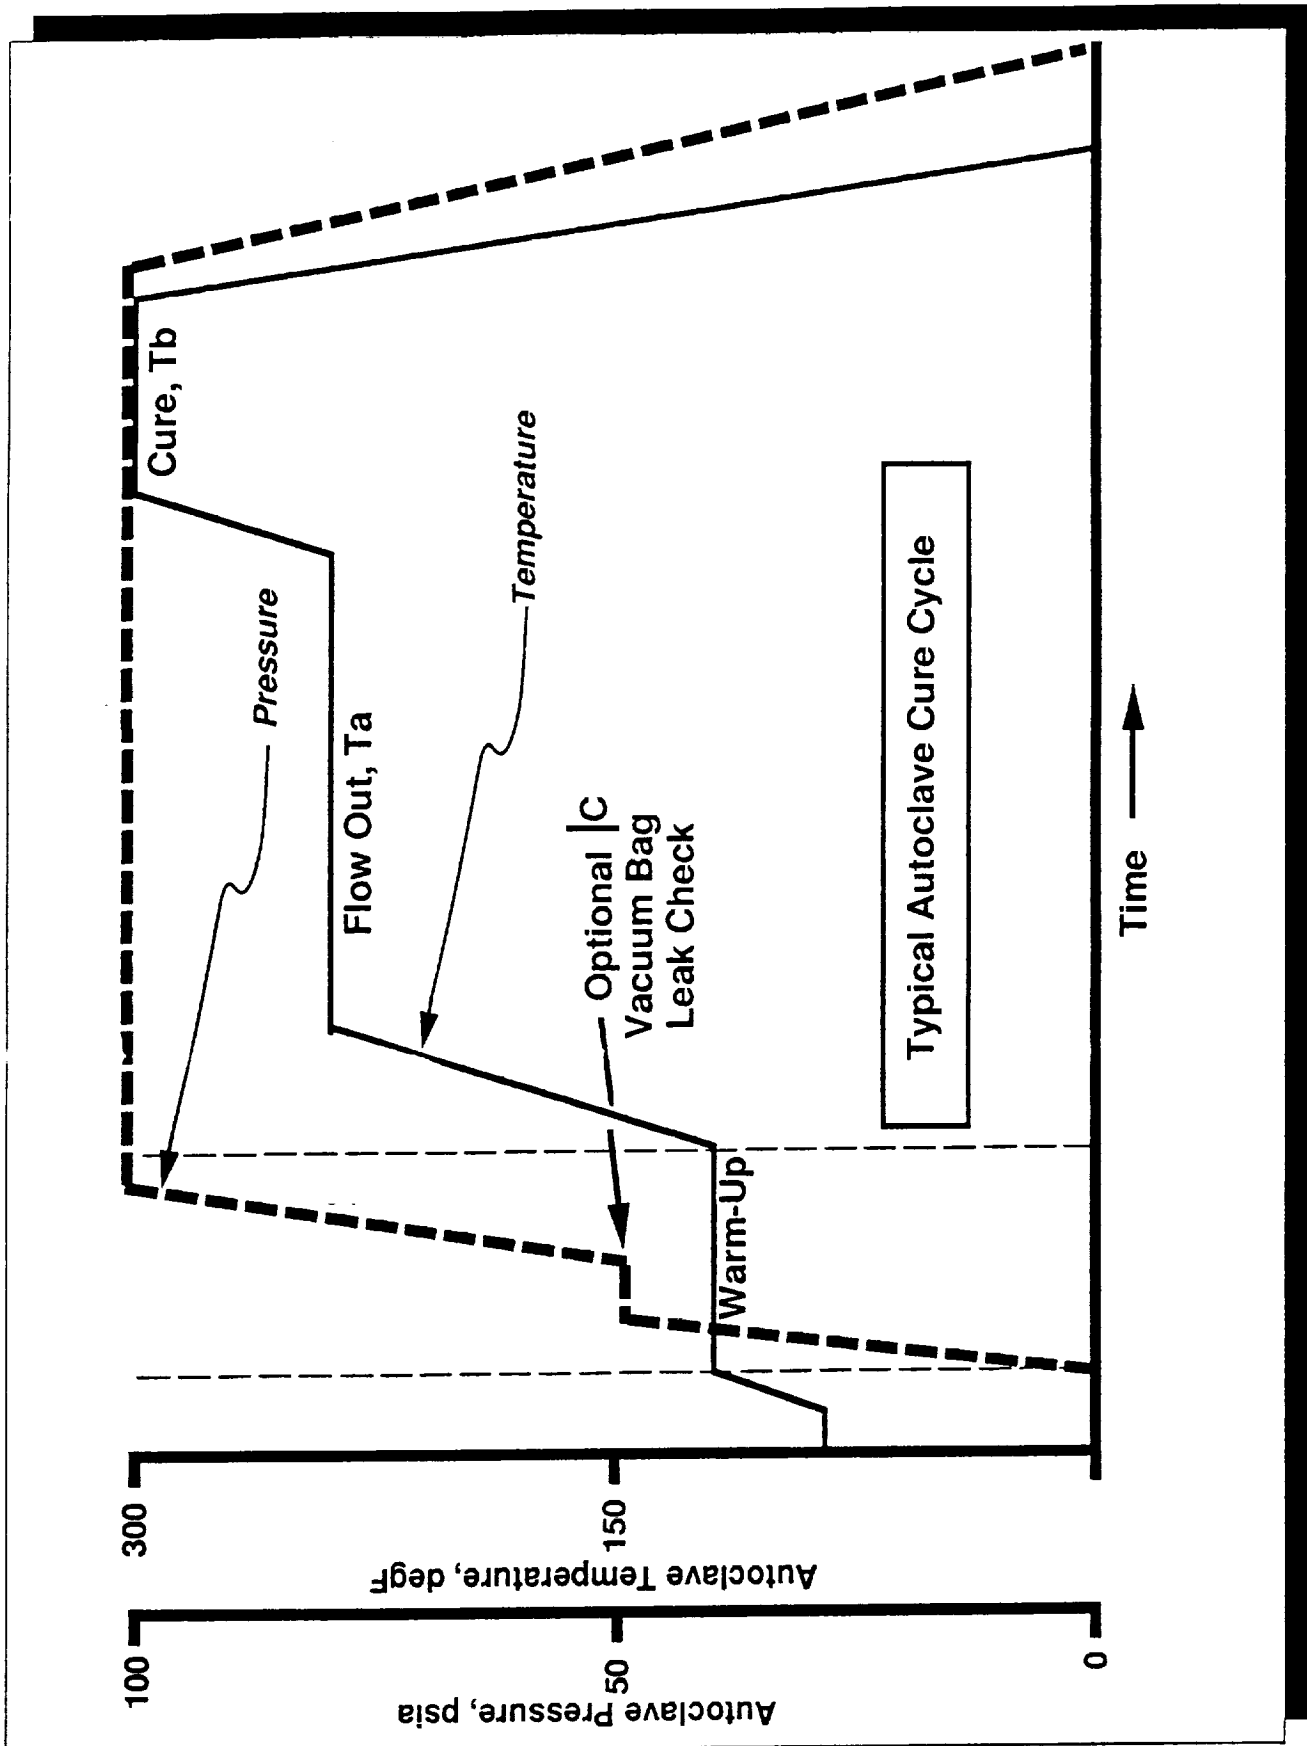 Autoclave Pressure, psia
100
50
0
Autoclave Temperature, degF
300
150
Pressure
Cure, Tb
Flow Out, Ta
Temperature
Optional |C
Vacuum Bag
Leak Check
Warm-Up
Typical Autoclave Cure Cycle
Time